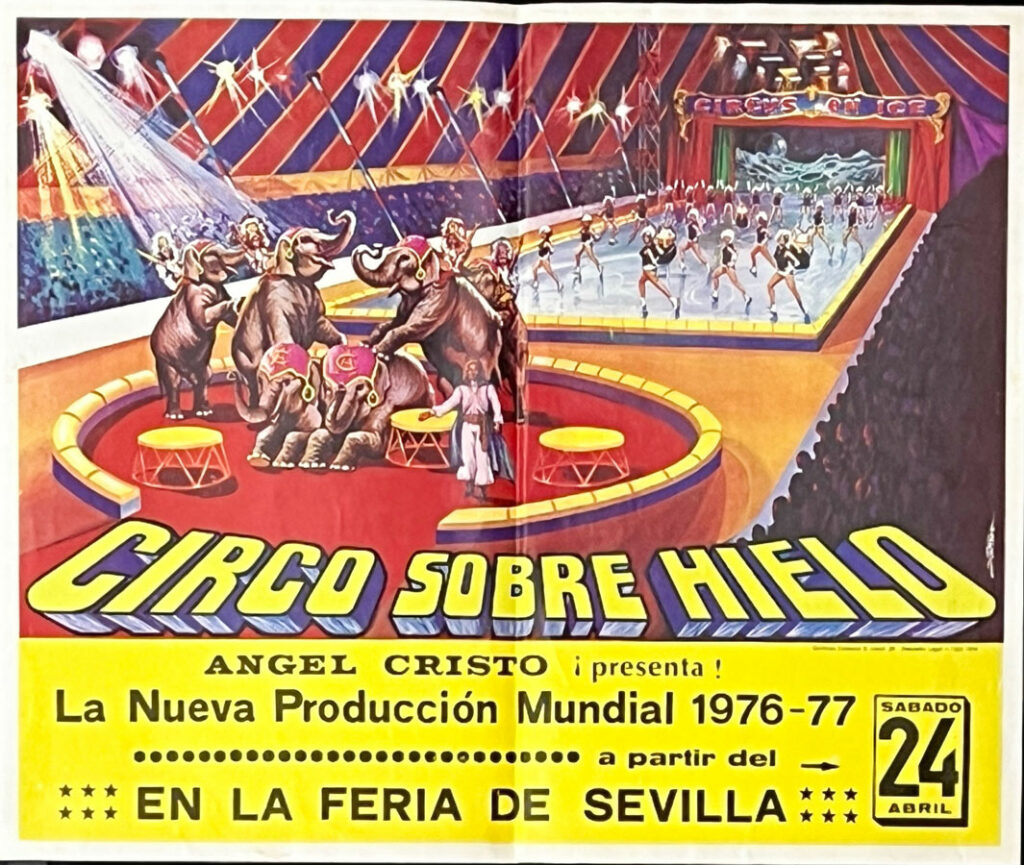 CIRCUS ON ICE
CIRCO SOBRE HIELO
ANGEL CRISTO ¡presenta!
La Nueva Producción Mundial 1976-77
a partir del
SABADO
24
ABRIL
EN LA FERIA DE SEVILLA